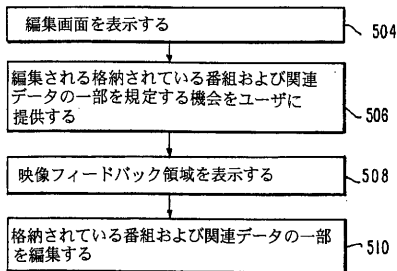 編集画面を表示する
504
編集される格納されている番組および関連
データの一部を規定する機会をユーザに
提供する
506
映像フィードバック領域を表示する
508
格納されている番組および関連データの一部
を編集する
510